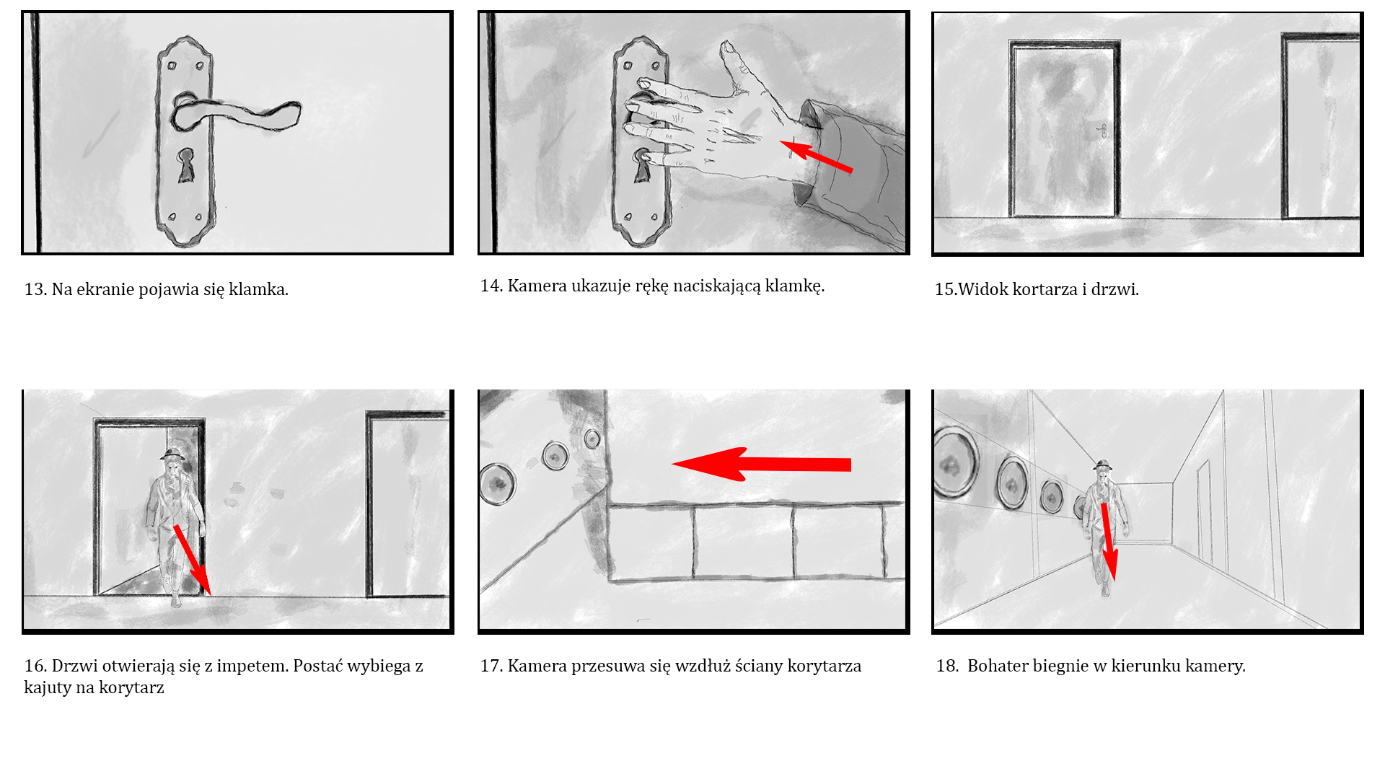 13. Na ekranie pojawia się klamka.
14. Kamera ukazuje rękę naciskającą klamkę.
15.Widok kortarza i drzwi.
16. Drzwi otwierają się z impetem. Postać wybiega z
kajuty na korytarz
17. Kamera przesuwa się wzdłuż ściany korytarza
18. Bohater biegnie w kierunku kamery.